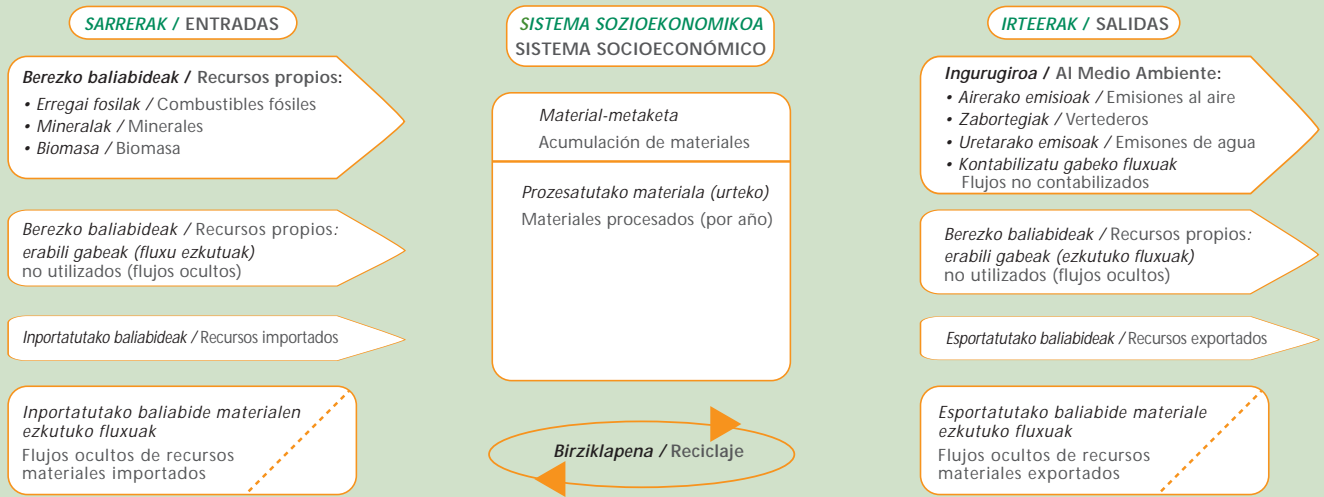 SARRERAK / ENTRADAS
Berezko baliabideak / Recursos propios:
• Erregai fosilak / Combustibles fósiles
• Mineralak / Minerales
• Biomasa / Biomasa
Berezko baliabideak / Recursos propios:
erabili gabeak (fluxu ezkutuak)
no utilizados (flujos ocultos)
Inportatutako baliabideak / Recursos importados
Inportatutako baliabide materialen
ezkutuko fluxuak
Flujos ocultos de recursos
materiales importados
SISTEMA SOZIOEKONOMIKOA
SISTEMA SOCIOECONÓMICO
Material-metaketa
Acumulación de materiales
Prozesatutako materiala (urteko)
Materiales procesados (por año)
Birziklapena / Reciclaje
IRTEERAK / SALIDAS
Ingurugiroa / Al Medio Ambiente:
• Airerako emisioak / Emisiones al aire
• Zabortegiak / Vertederos
• Uretarako emisoak / Emisones de agua
• Kontabilizatu gabeko fluxuak
Flujos no contabilizados
Berezko baliabideak / Recursos propios:
erabili gabeak (ezkutuko fluxuak)
no utilizados (flujos ocultos)
Esportatutako baliabideak / Recursos exportados
Esportatutako baliabide materiale
ezkutuko fluxuak
Flujos ocultos de recursos
materiales exportados